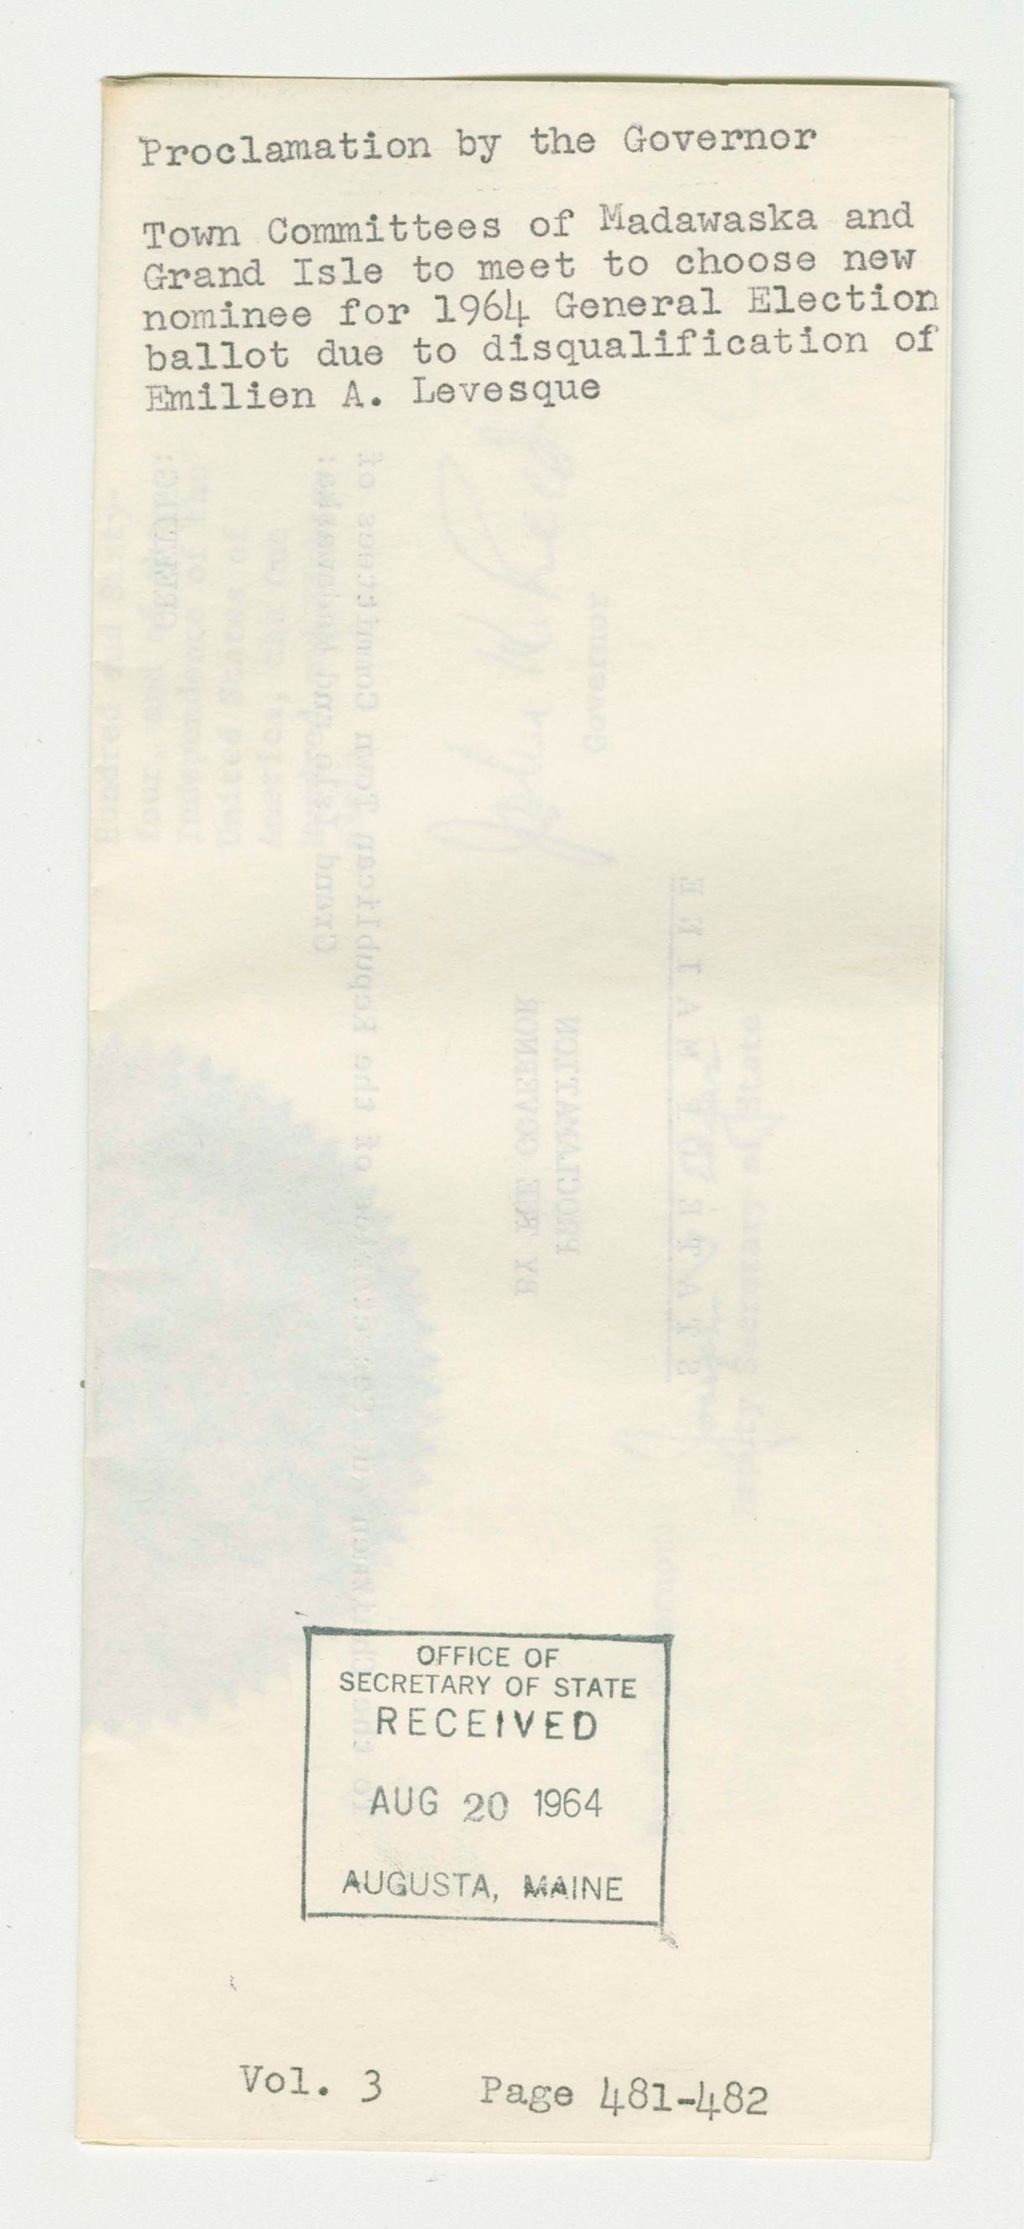 Proclamation by the Governor
Town Committees of Madawaska and
Grand Isle to meet to choose new
nominee for 1964 General Election
ballot due to disqualification of
Emilien A. Levesque
OFFICE OF
SECRETARY OF STATE
RECEIVED
AUG 20 1964
AUGUSTA, MAINE
Vol. 3 Page 481-482